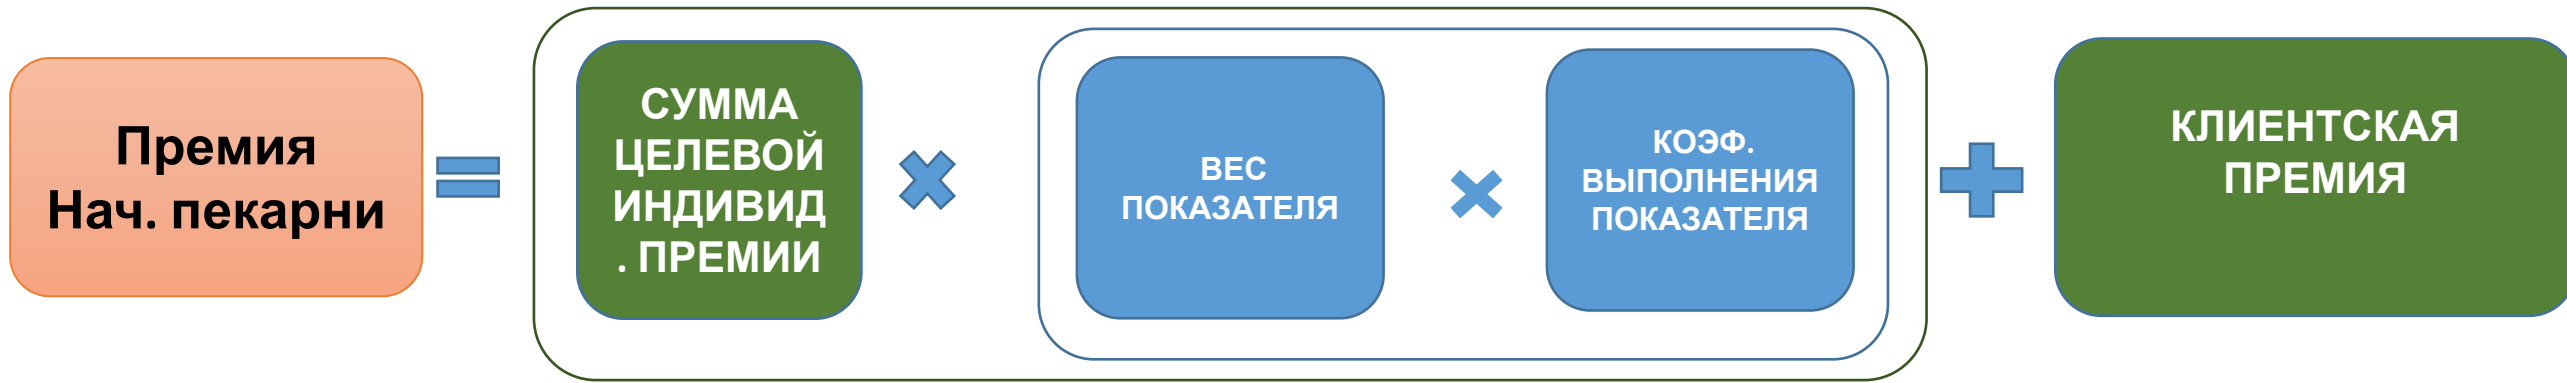 Премия
Нач. пекарни
СУММА
ЦЕЛЕВОЙ
ИНДИВИД
. ПРЕМИИ
ВЕС
ПОКАЗАТЕЛЯ
КОЭФ.
ВЫПОЛНЕНИЯ
ПОКАЗАТЕЛЯ
КЛИЕНТСКАЯ
ПРЕМИЯ